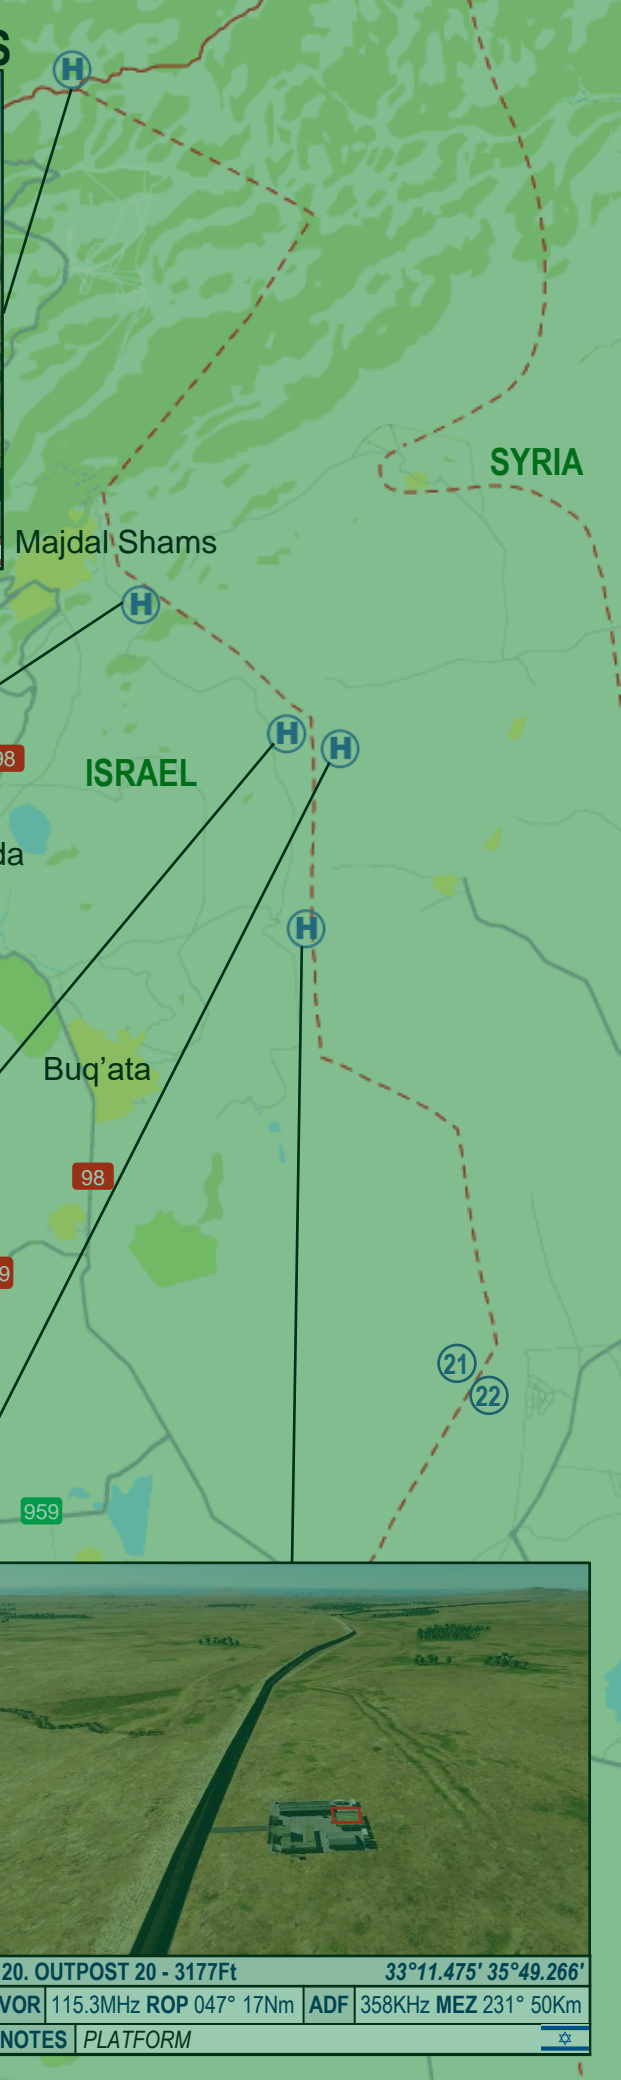 S
H
SYRIA
Majdal Shams
H
H
H
98
ISRAEL
da
H
Buq'ata
98
9
21
22
959
20. OUTPOST 20 - 3177Ft 33°11.475' 35°49.266'
VOR 115.3MHz ROP 047° 17Nm ADF 358KHz MEZ 231° 50Km
NOTES PLATFORM